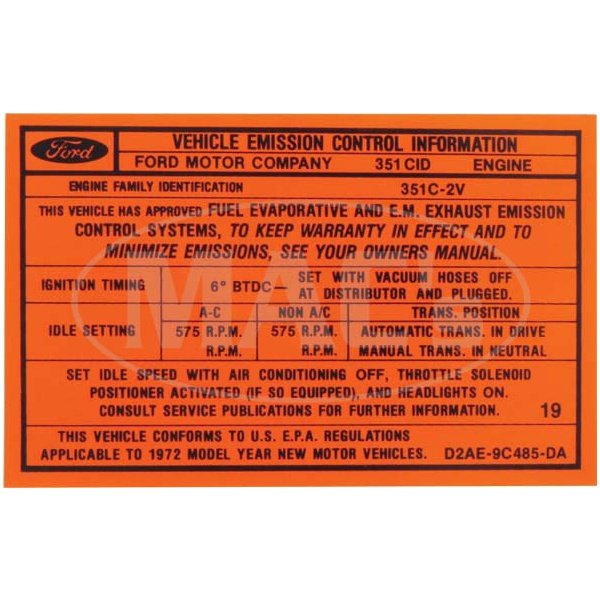 Ford
VEHICLE EMISSION CONTROL INFORMATION
FORD MOTOR COMPANY 351 CID ENGINE
ENGINE FAMILY IDENTIFICATION 351C-2V
THIS VEHICLE HAS APPROVED FUEL EVAPORATIVE AND E.M. EXHAUST EMISSION
CONTROL SYSTEMS, TO KEEP WARRANTY IN EFFECT AND TO
MINIMIZE EMISSIONS, SEE YOUR OWNERS MANUAL.
IGNITION TIMING 6° BTDC— SET WITH VACUUM HOSES OFF
AT DISTRIBUTOR AND PLUGGED.
A-C NON A/C TRANS. POSITION
IDLE SETTING 575 R.P.M. 575 R.P.M. AUTOMATIC TRANS. IN DRIVE
R.P.M. R.P.M. MANUAL TRANS. IN NEUTRAL
SET IDLE SPEED WITH AIR CONDITIONING OFF, THROTTLE SOLENOID
POSITIONER ACTIVATED (IF SO EQUIPPED), AND HEADLIGHTS ON.
CONSULT SERVICE PUBLICATIONS FOR FURTHER INFORMATION. 19
THIS VEHICLE CONFORMS TO U.S. E.P.A. REGULATIONS
APPLICABLE TO 1972 MODEL YEAR NEW MOTOR VEHICLES. D2AE-9C485-DA
MAC'S